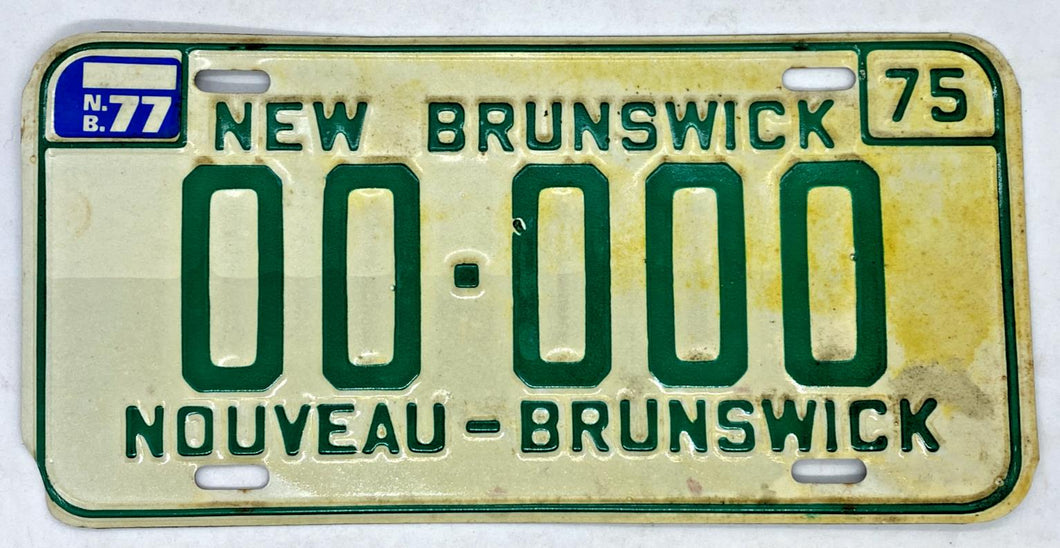 N.B. 77
75
NEW BRUNSWICK
00·000
NOUVEAU-BRUNSWICK